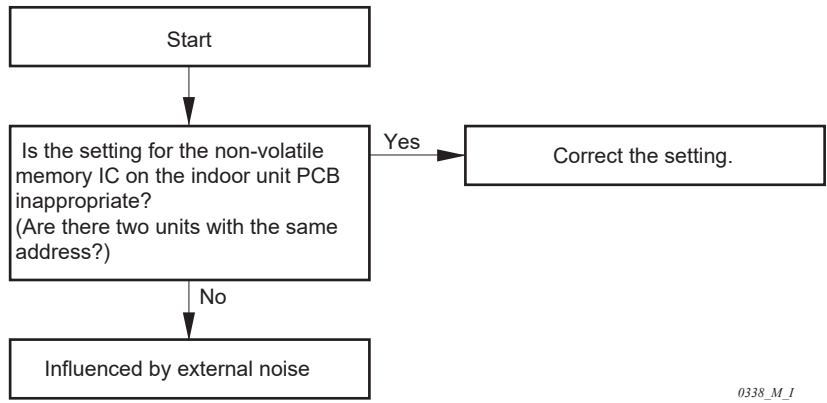 Start
Is the setting for the non-volatile
memory IC on the indoor unit PCB
inappropriate?
(Are there two units with the same
address?)
Yes
Correct the setting.
No
Influenced by external noise
0338_M_I